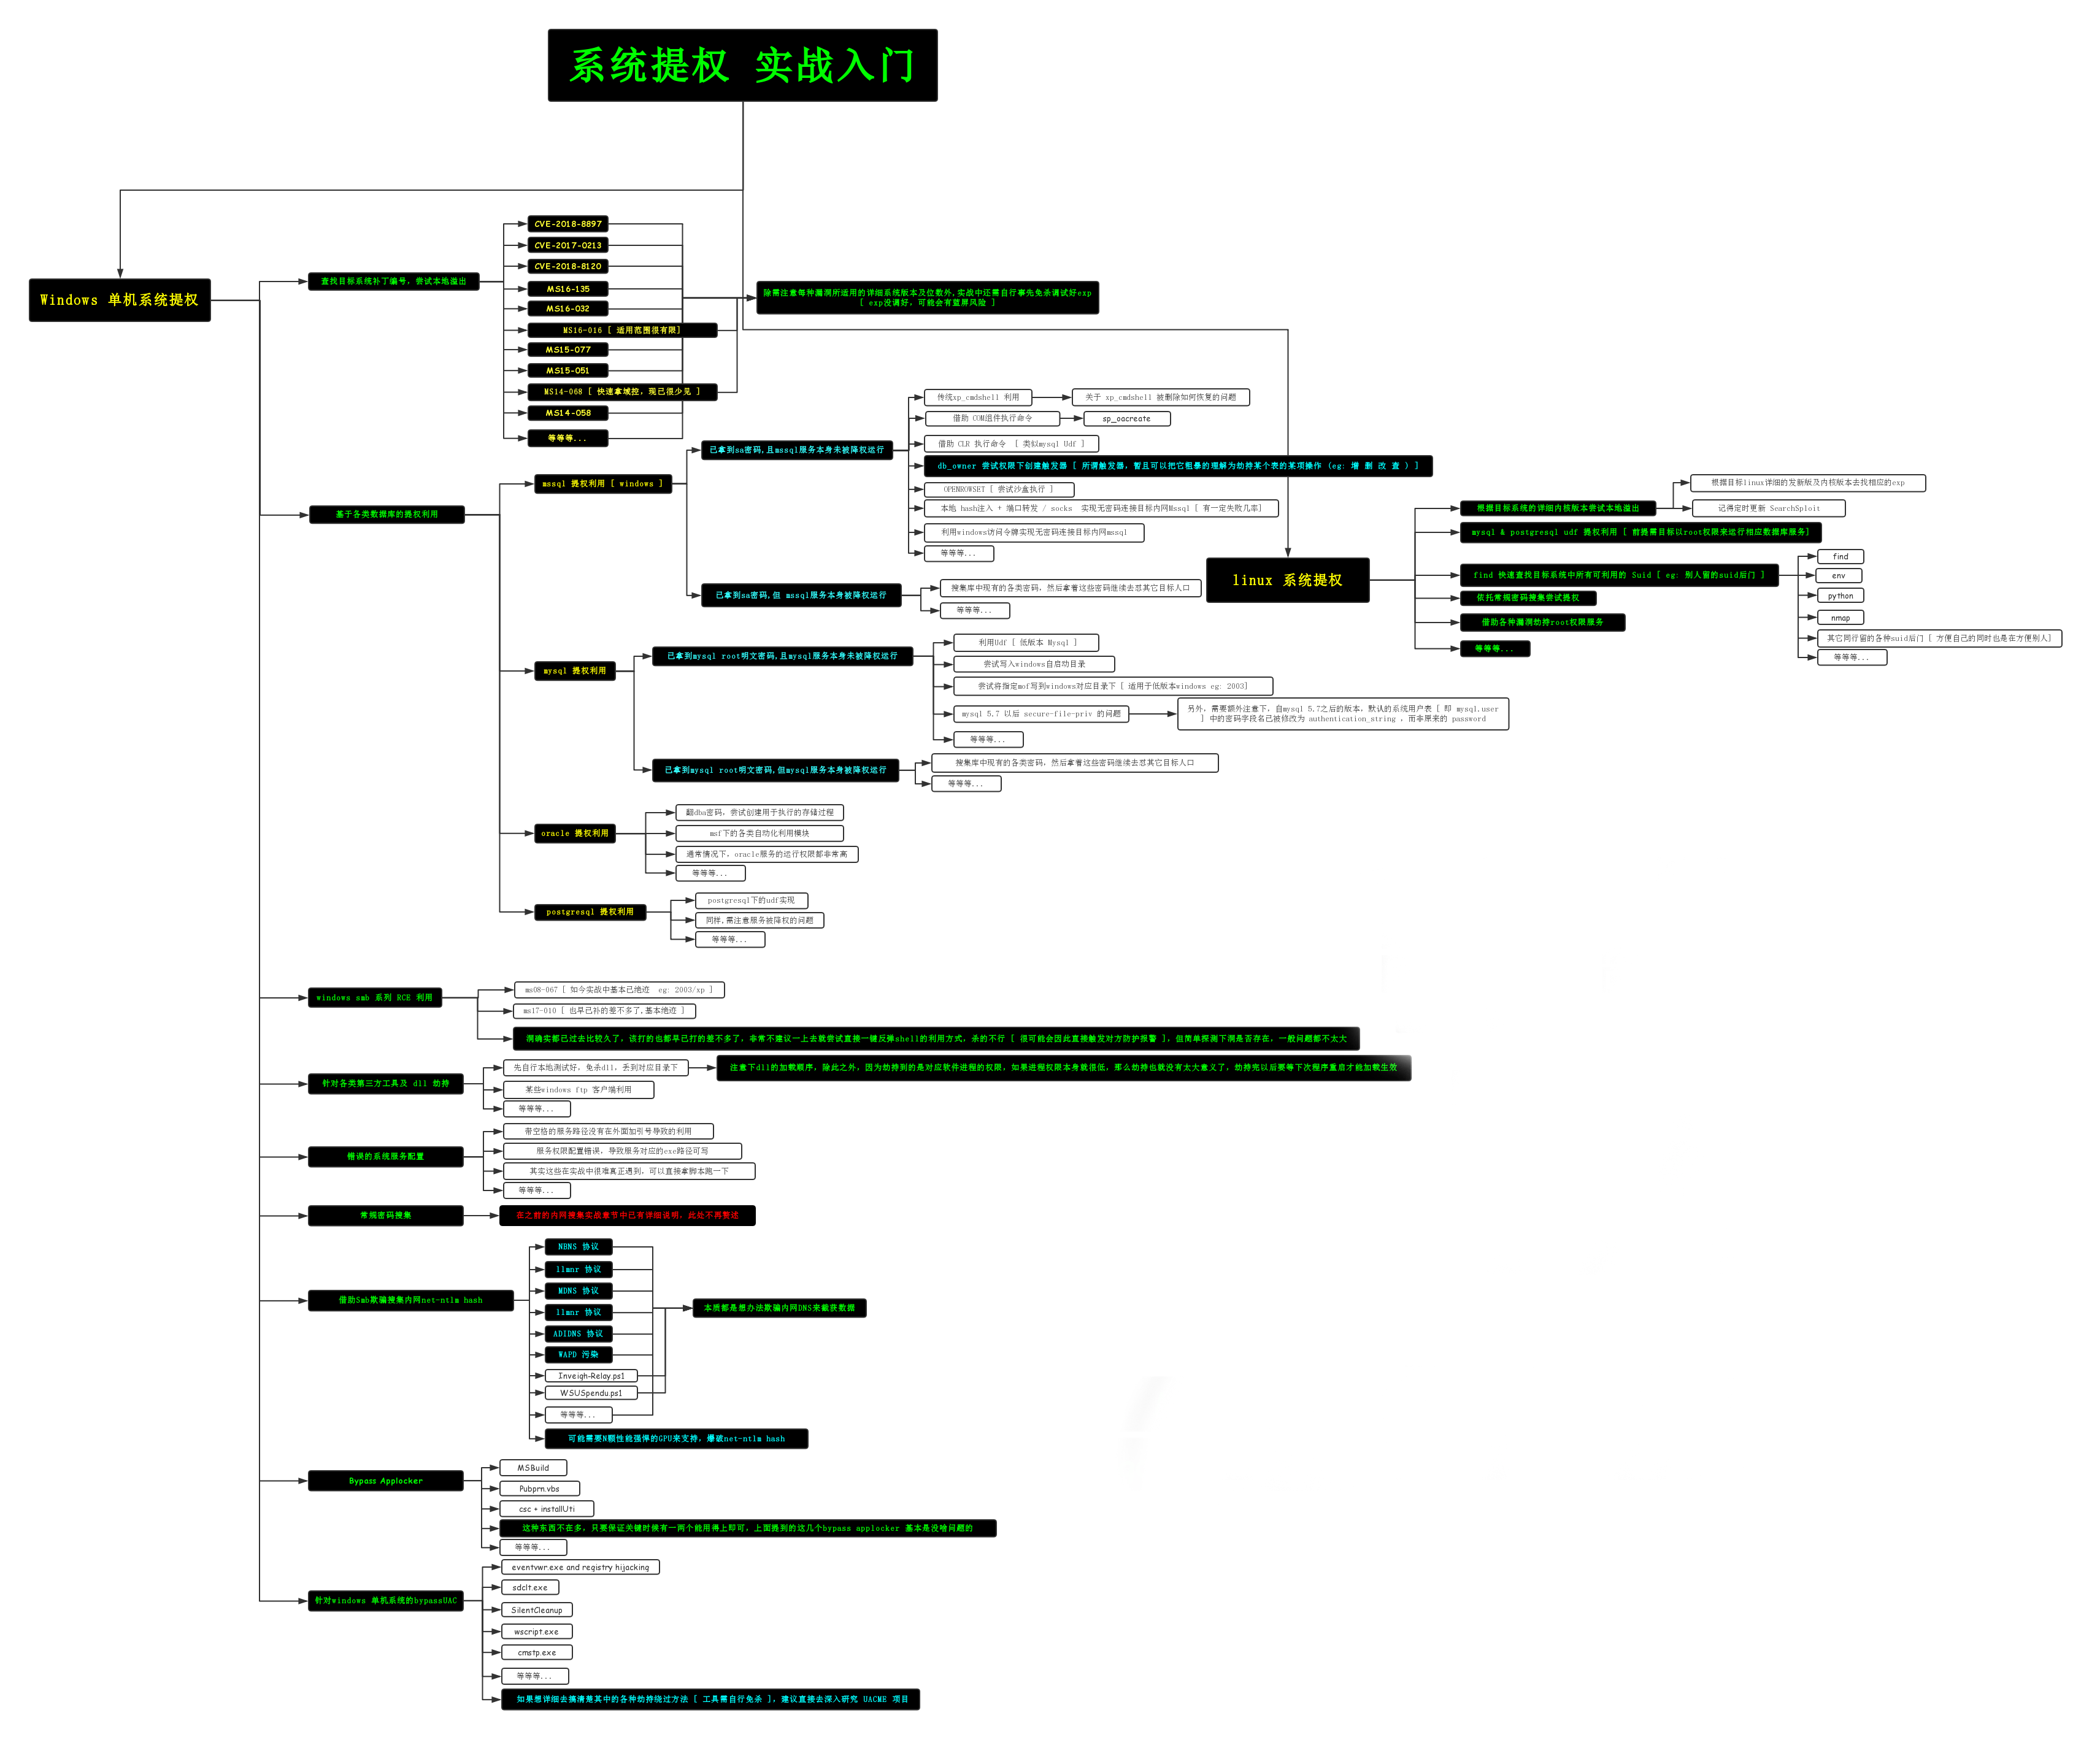 系统提权 实战入门
Windows 单机系统提权
查找目标系统补丁编号，尝试本地溢出
CVE-2018-8897
CVE-2017-0213
CVE-2018-8120
MS16-135
MS16-032
MS16-016 [ 适用范围很有限]
MS15-077
MS15-051
MS14-068 [ 快速拿域控，现已很少见 ]
MS14-058
等等等...
除需注意每种漏洞所适用的详细系统版本及位数外,实战中还需自行事先免杀调试好exp
[ exp没调好，可能会有蓝屏风险 ]
基于各类数据库的提权利用
mssql 提权利用 [ windows ]
已拿到sa密码,且mssql服务本身未被降权运行
传统xp_cmdshell 利用
关于 xp_cmdshell 被删除如何恢复的问题
借助 COM组件执行命令
sp_oacreate
借助 CLR 执行命令 [ 类似mysql Udf ]
db_owner 尝试权限下创建触发器 [ 所谓触发器，暂且可以把它粗暴的理解为劫持某个表的某项操作 (eg: 增 删 改 查 ) ]
OPENROWSET [ 尝试沙盒执行 ]
本地 hash注入 + 端口转发 / socks 实现无密码连接目标内网Mssql [ 有一定失败几率]
利用windows访问令牌实现无密码连接目标内网mssql
等等等...
已拿到sa密码,但 mssql服务本身被降权运行
搜集库中现有的各类密码，然后拿着这些密码继续去怼其它目标入口
等等等...
mysql 提权利用
已拿到mysql root明文密码,且mysql服务本身未被降权运行
利用Udf [ 低版本 Mysql ]
尝试写入windows自启动目录
尝试将指定mof写到windows对应目录下 [ 适用于低版本windows eg: 2003]
mysql 5.7 以后 secure-file-priv 的问题
另外，需要额外注意下，自mysql 5.7之后的版本，默认的系统用户表 [ 即 mysql.user
] 中的密码字段名已被修改为 authentication_string ，而非原来的 password
等等等...
已拿到mysql root明文密码,但mysql服务本身被降权运行
搜集库中现有的各类密码，然后拿着这些密码继续去怼其它目标入口
等等等...
oracle 提权利用
翻dba密码，尝试创建用于执行的存储过程
msf下的各类自动化利用模块
通常情况下，oracle服务的运行权限都非常高
等等等...
postgresql 提权利用
postgresql下的udf实现
同样,需注意服务被降权的问题
等等等...
windows smb 系列 RCE 利用
ms08-067 [ 如今实战中基本已绝迹 eg: 2003/xp ]
ms17-010 [ 也早已补的差不多了,基本绝迹 ]
洞确实都已过去比较久了，该打的也都早已打的差不多了，非常不建议一上去就尝试直接一键反弹shell的利用方式，杀的不行 [ 很可能会因此直接触发对方防护报警 ]，但简单探测下洞是否存在，一般问题都不太大
针对各类第三方工具及 dll 劫持
先自行本地测试好，免杀dll，丢到对应目录下
注意下dll的加载顺序，除此之外，因为劫持到的是对应软件进程的权限，如果进程权限本身就很低，那么劫持也就没有太大意义了，劫持完以后要等下次程序重启才能加载生效
某些windows ftp 客户端利用
等等等...
错误的系统服务配置
带空格的服务路径没有在外面加引号导致的利用
服务权限配置错误，导致服务对应的exe路径可写
其实这些在实战中很难真正遇到，可以直接拿脚本跑一下
等等等...
常规密码搜集
在之前的内网搜集实战章节中已有详细说明，此处不再赘述
借助Smb欺骗搜集内网net-ntlm hash
NBNS 协议
llmnr 协议
MDNS 协议
llmnr 协议
ADIDNS 协议
WAPD 污染
Inveigh-Relay.ps1
WSUSpendu.ps1
等等等...
可能需要N颗性能强悍的GPU来支持，爆破net-ntlm hash
本质都是想办法欺骗内网DNS来截获数据
Bypass Applocker
MSBuild
Pubprn.vbs
csc + installUti
这种东西不在多，只要保证关键时候有一两个能用得上即可，上面提到的这几个bypass applocker 基本是没啥问题的
等等等...
针对windows 单机系统的bypassUAC
eventvwr.exe and registry hijacking
sdclt.exe
SilentCleanup
wscript.exe
cmstp.exe
等等等...
如果想详细去搞清楚其中的各种劫持绕过方法 [ 工具需自行免杀 ]，建议直接去深入研究 UACME 项目
linux 系统提权
根据目标系统的详细内核版本尝试本地溢出
根据目标linux详细的发新版及内核版本去找相应的exp
记得定时更新 SearchSploit
mysql & postgresql udf 提权利用 [ 前提需目标以root权限来运行相应数据库服务]
find 快速查找目标系统中所有可利用的 Suid [ eg: 别人留的suid后门 ]
find
env
python
nmap
其它同行留的各种suid后门 [ 方便自己的同时也是在方便别人]
等等等...
依托常规密码搜集尝试提权
借助各种漏洞劫持root权限服务
等等等...